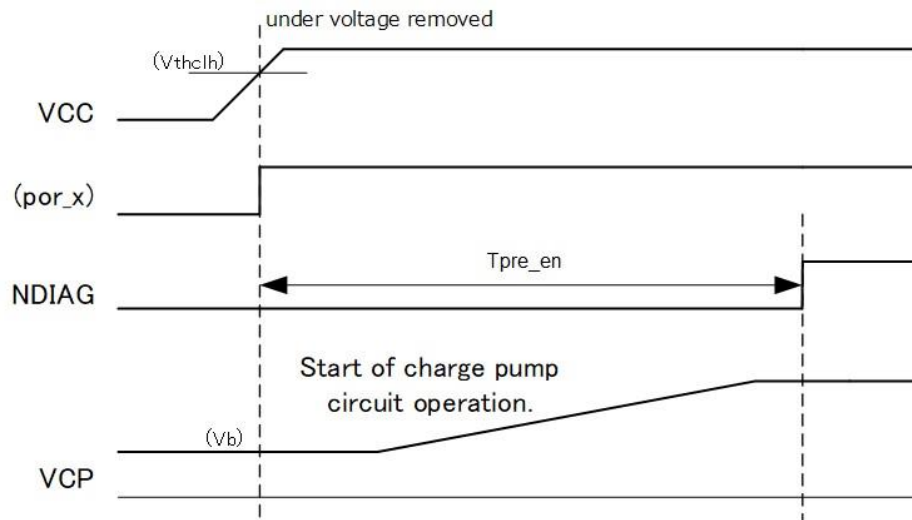 under voltage removed
(Vthclh)
VCC
(por_x)
Tpre_en
NDIAG
Start of charge pump
circuit operation.
(Vb)
VCP